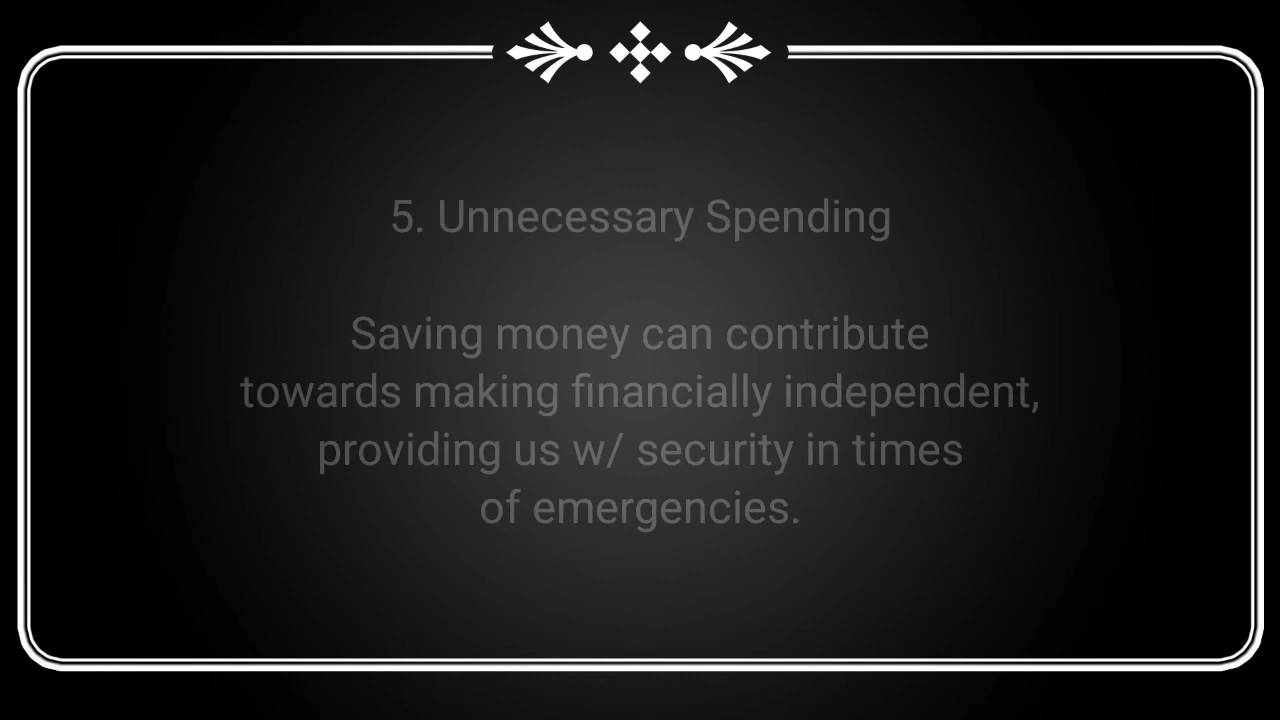 5. Unnecessary Spending
Saving money can contribute
towards making financially independent,
providing us w/ security in times
of emergencies.